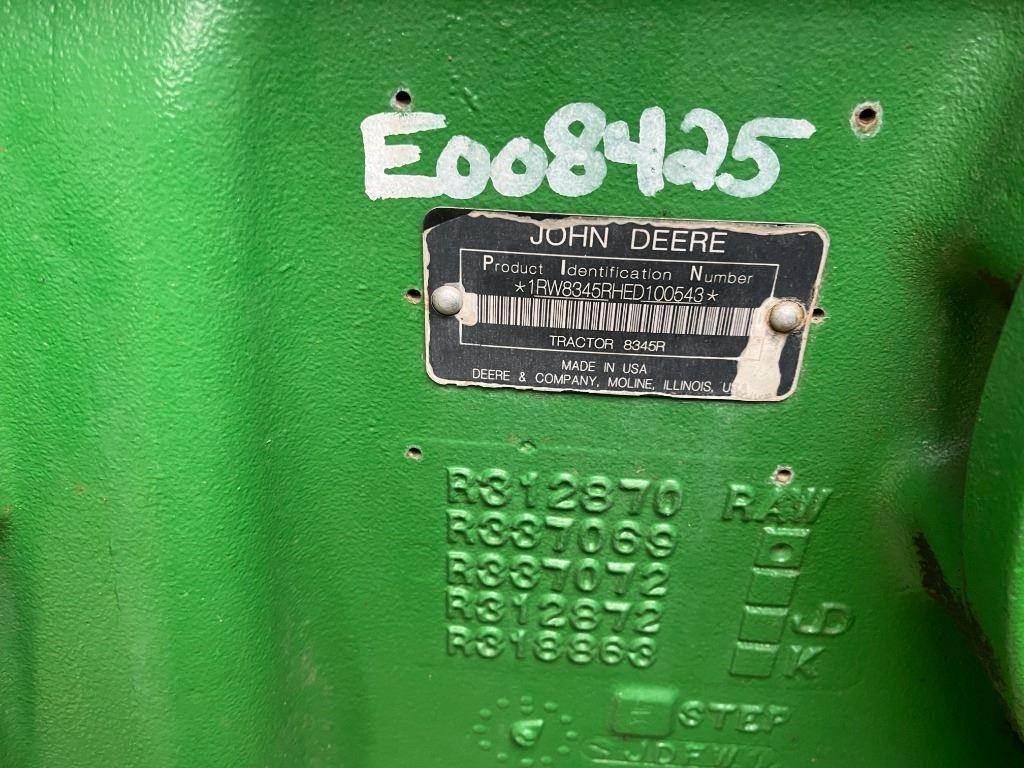 E008425
JOHN DEERE
Product Identification Number
*1RW8345RHED100543*
TRACTOR 8345R
MADE IN USA
DEERE & COMPANY, MOLINE, ILLINOIS,
R312870 RAW
R337069
R337072
R312872 JD
R318863 K
STEP